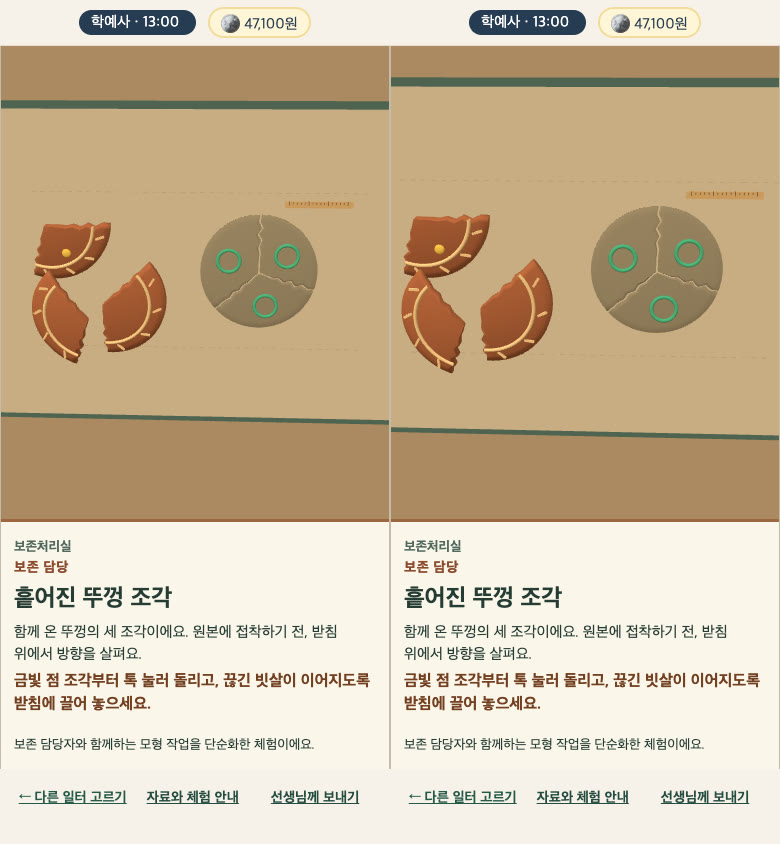 학예사 · 13:00
47,100원
보존처리실
보존 담당
흩어진 뚜껑 조각
함께 온 뚜껑의 세 조각이에요. 원본에 접착하기 전, 받침
위에서 방향을 살펴요.
금빛 점 조각부터 톡 눌러 돌리고, 끊긴 빗살이 이어지도록
받침에 끌어 놓으세요.
보존 담당자와 함께하는 모형 작업을 단순화한 체험이에요.
← 다른 일터 고르기
자료와 체험 안내
선생님께 보내기
학예사 · 13:00
47,100원
보존처리실
보존 담당
흩어진 뚜껑 조각
함께 온 뚜껑의 세 조각이에요. 원본에 접착하기 전, 받침
위에서 방향을 살펴요.
금빛 점 조각부터 톡 눌러 돌리고, 끊긴 빗살이 이어지도록
받침에 끌어 놓으세요.
보존 담당자와 함께하는 모형 작업을 단순화한 체험이에요.
← 다른 일터 고르기
자료와 체험 안내
선생님께 보내기